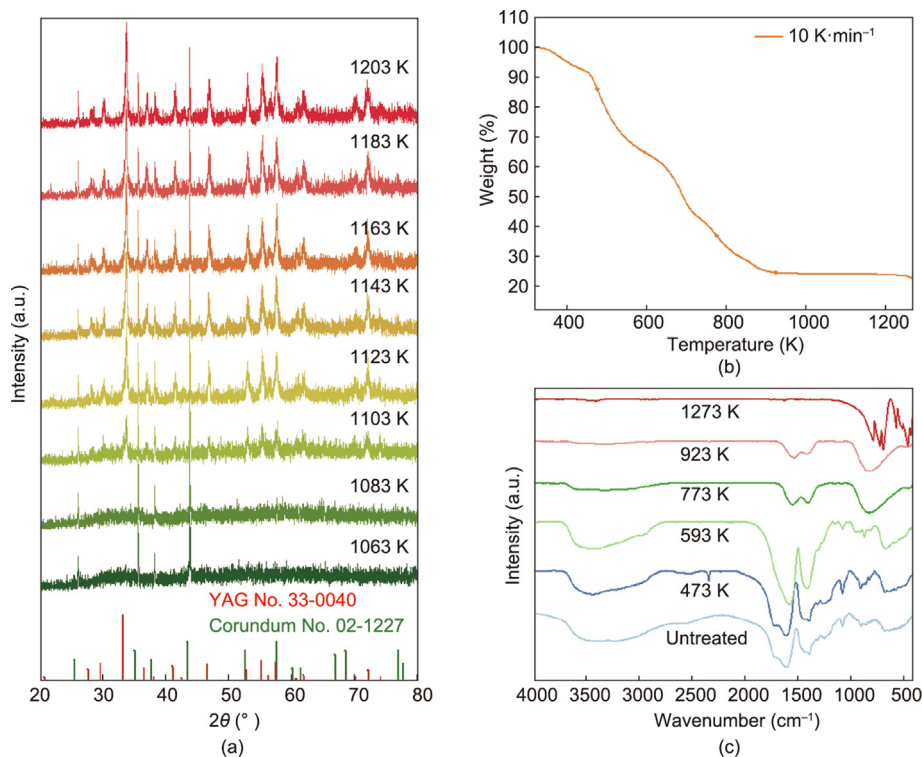 1203 K
1183 K
1163 K
1143 K
1123 K
1103 K
1083 K
1063 K
YAG No. 33-0040
Corundum No. 02-1227
Intensity (a.u.)
20 30 40 50 60 70 80
2θ (°)
(a)
10 K·min⁻¹
100
90
80
70
60
50
40
30
20
Weight (%)
400 600 800 1000 1200
Temperature (K)
(b)
1273 K
923 K
773 K
593 K
473 K
Untreated
Intensity (a.u.)
4000 3500 3000 2500 2000 1500 1000 500
Wavenumber (cm⁻¹)
(c)